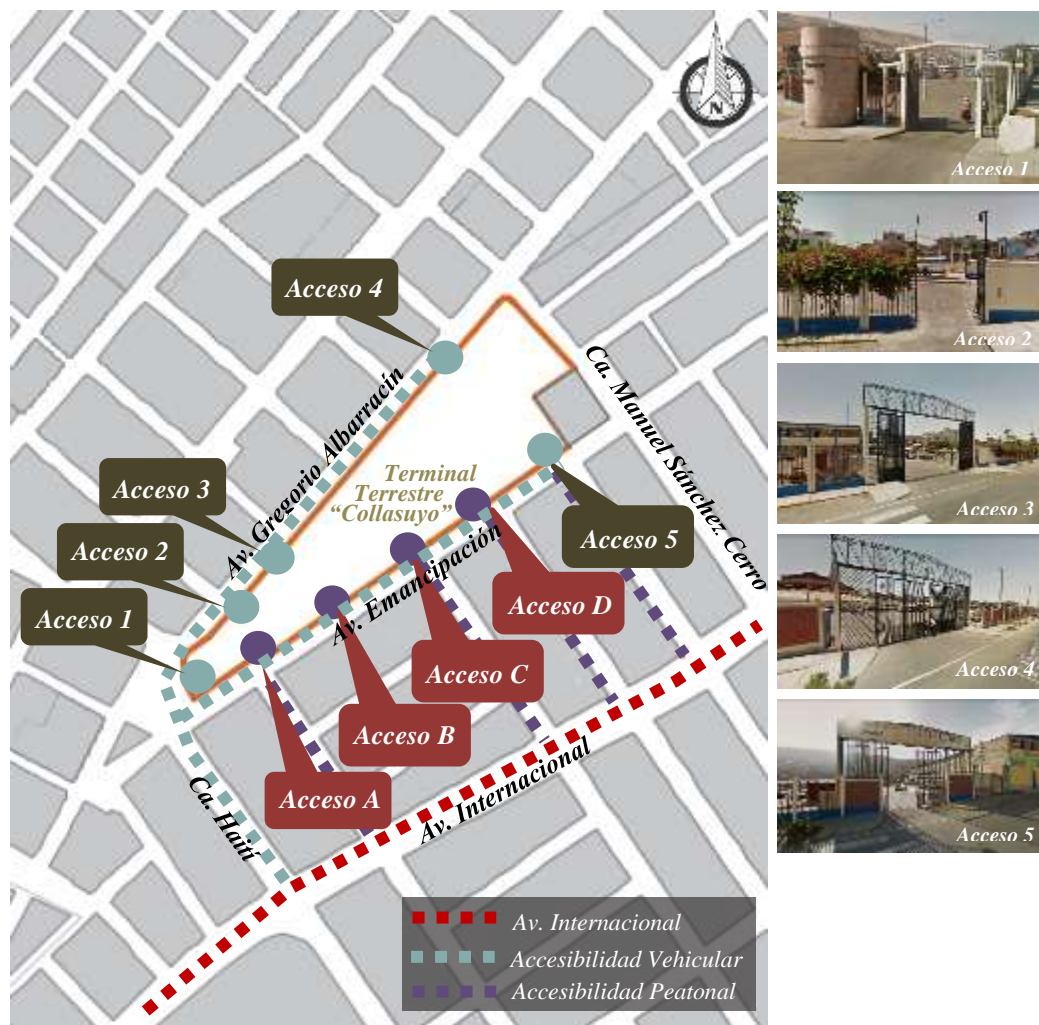 N
Acceso 4
Av. Gregorio Albarracín
Ca. Manuel Sánchez Cerro
Acceso 3
Terminal
Terrestre
“Collasuyo”
Acceso 2
Acceso 5
Av. Emancipación
Acceso 1
Acceso D
Acceso C
Acceso B
Acceso A
Ca. Haití
Av. Internacional
Av. Internacional
Accesibilidad Vehicular
Accesibilidad Peatonal
Acceso 1
Acceso 2
Acceso 3
Acceso 4
Acceso 5